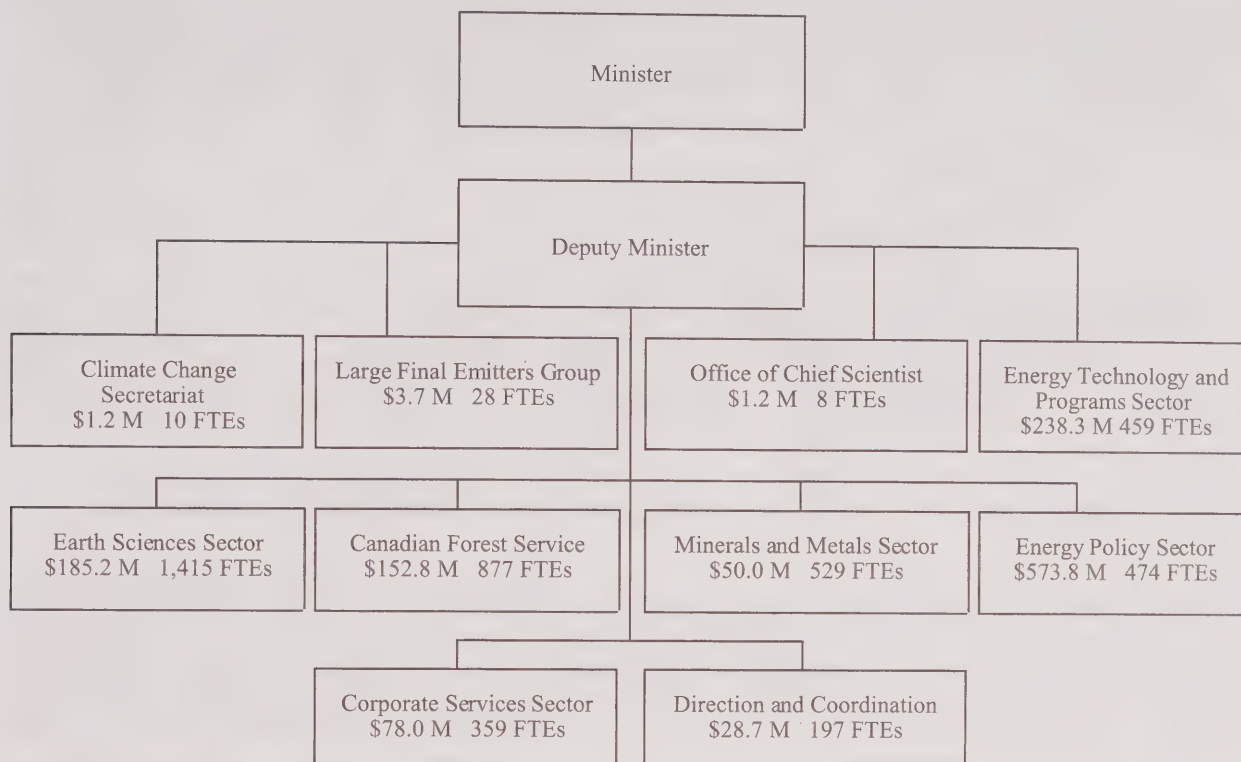 Minister
Deputy Minister
Climate Change
Secretariat
$1.2 M 10 FTEs
Large Final Emitters Group
$3.7 M 28 FTEs
Office of Chief Scientist
$1.2 M 8 FTEs
Energy Technology and
Programs Sector
$238.3 M 459 FTEs
Earth Sciences Sector
$185.2 M 1,415 FTEs
Canadian Forest Service
$152.8 M 877 FTEs
Minerals and Metals Sector
$50.0 M 529 FTEs
Energy Policy Sector
$573.8 M 474 FTEs
Corporate Services Sector
$78.0 M 359 FTEs
Direction and Coordination
$28.7 M 197 FTEs